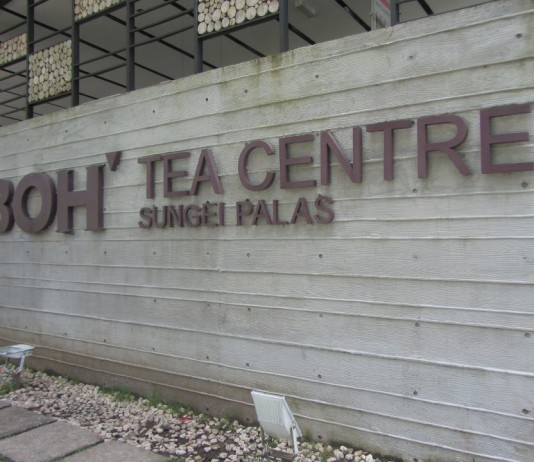 BOH TEA CENTRE
SUNGEI PALAS